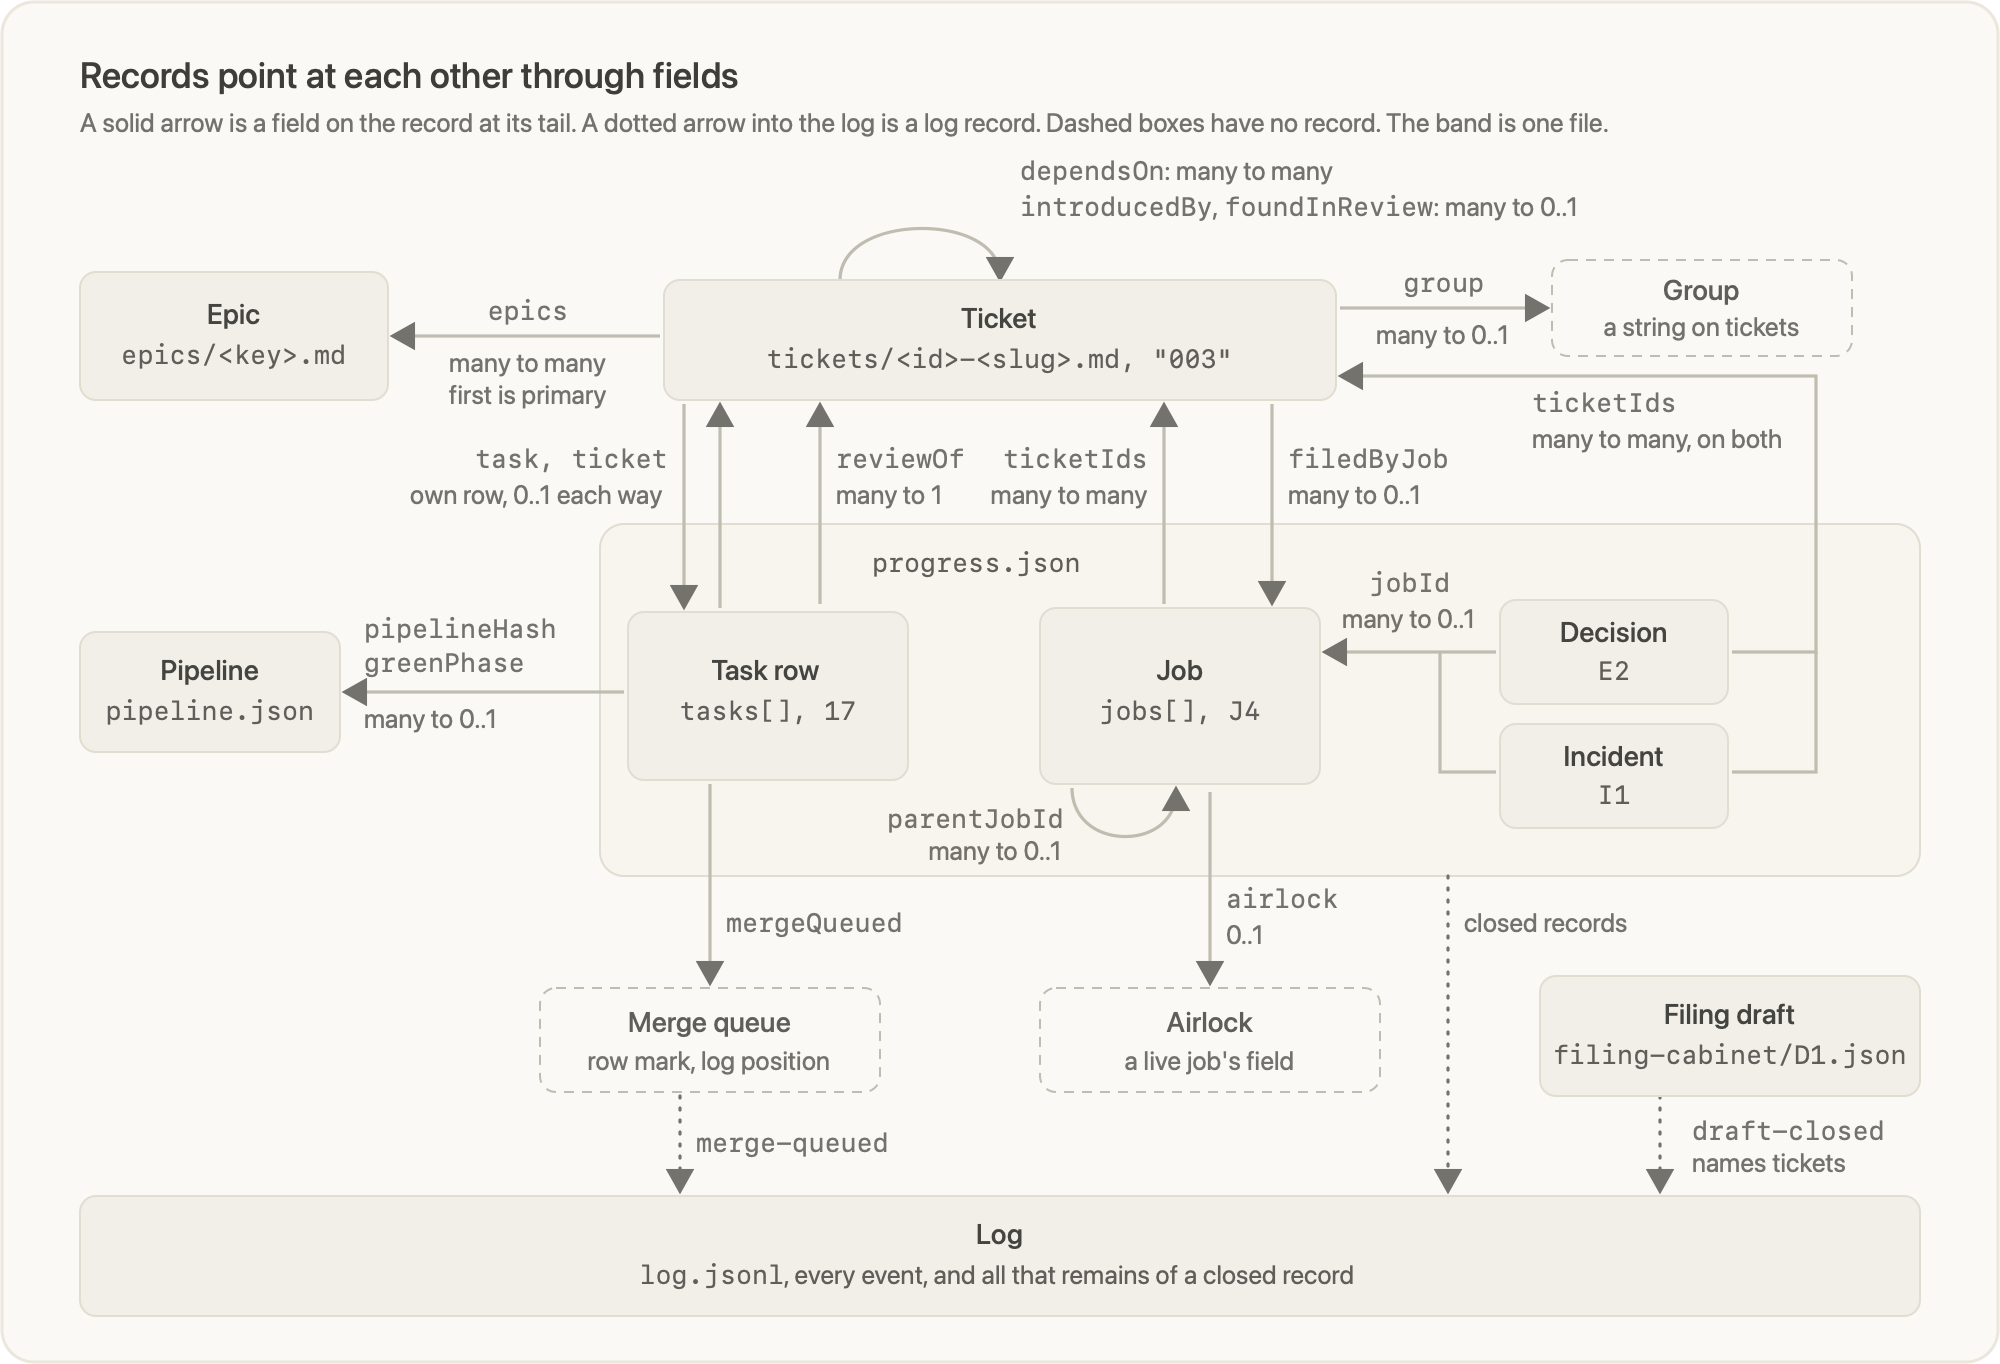 Records point at each other through fields
A solid arrow is a field on the record at its tail. A dotted arrow into the log is a log record. Dashed boxes have no record. The band is one file.
dependsOn: many to many
introducedBy, foundInReview: many to 0..1
Epic
epics/<key>.md
epics
many to many
first is primary
Ticket
tickets/<id>–<slug>.md, "003"
group
many to 0..1
Group
a string on tickets
ticketIds
many to many, on both
task, ticket
own row, 0..1 each way
reviewOf
many to 1
ticketIds
many to many
filedByJob
many to 0..1
progress.json
Pipeline
pipeline.json
pipelineHash
greenPhase
many to 0..1
Task row
tasks[], 17
Job
jobs[], J4
jobId
many to 0..1
Decision
E2
Incident
I1
parentJobId
many to 0..1
mergeQueued
airlock
0..1
closed records
Merge queue
row mark, log position
Airlock
a live job's field
Filing draft
filing–cabinet/D1.json
merge–queued
draft–closed
names tickets
Log
log.jsonl, every event, and all that remains of a closed record